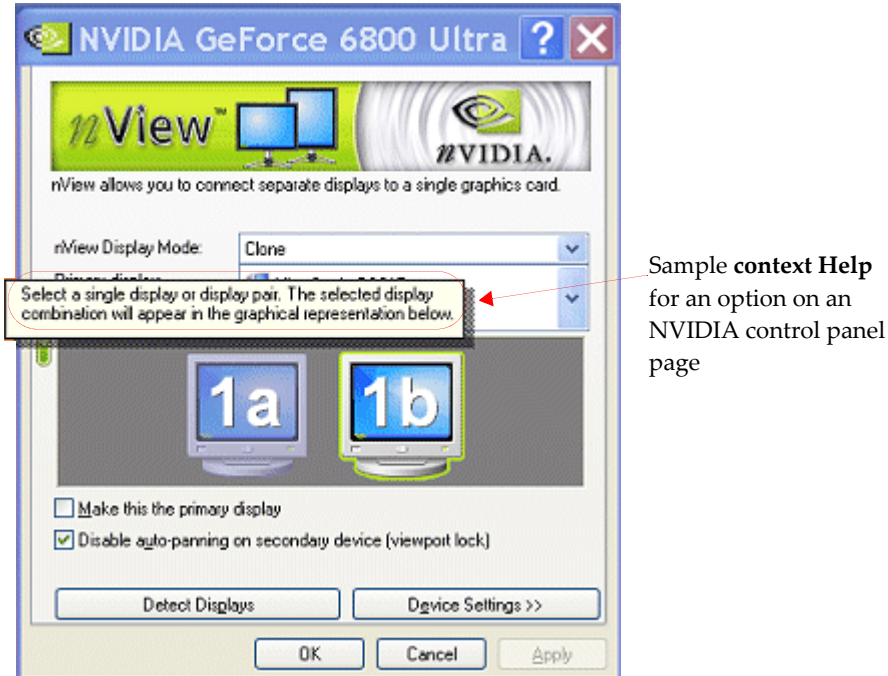 NVIDIA GeForce 6800 Ultra ? X
nView™
NVIDIA.
nView allows you to connect separate displays to a single graphics card.
nView Display Mode: Clone
Select a single display or display pair. The selected display
combination will appear in the graphical representation below.
Sample context Help
for an option on an
NVIDIA control panel
page
1a 1b
Make this the primary display
Disable auto-panning on secondary device (viewport lock)
Detect Displays Device Settings >>
OK Cancel Apply